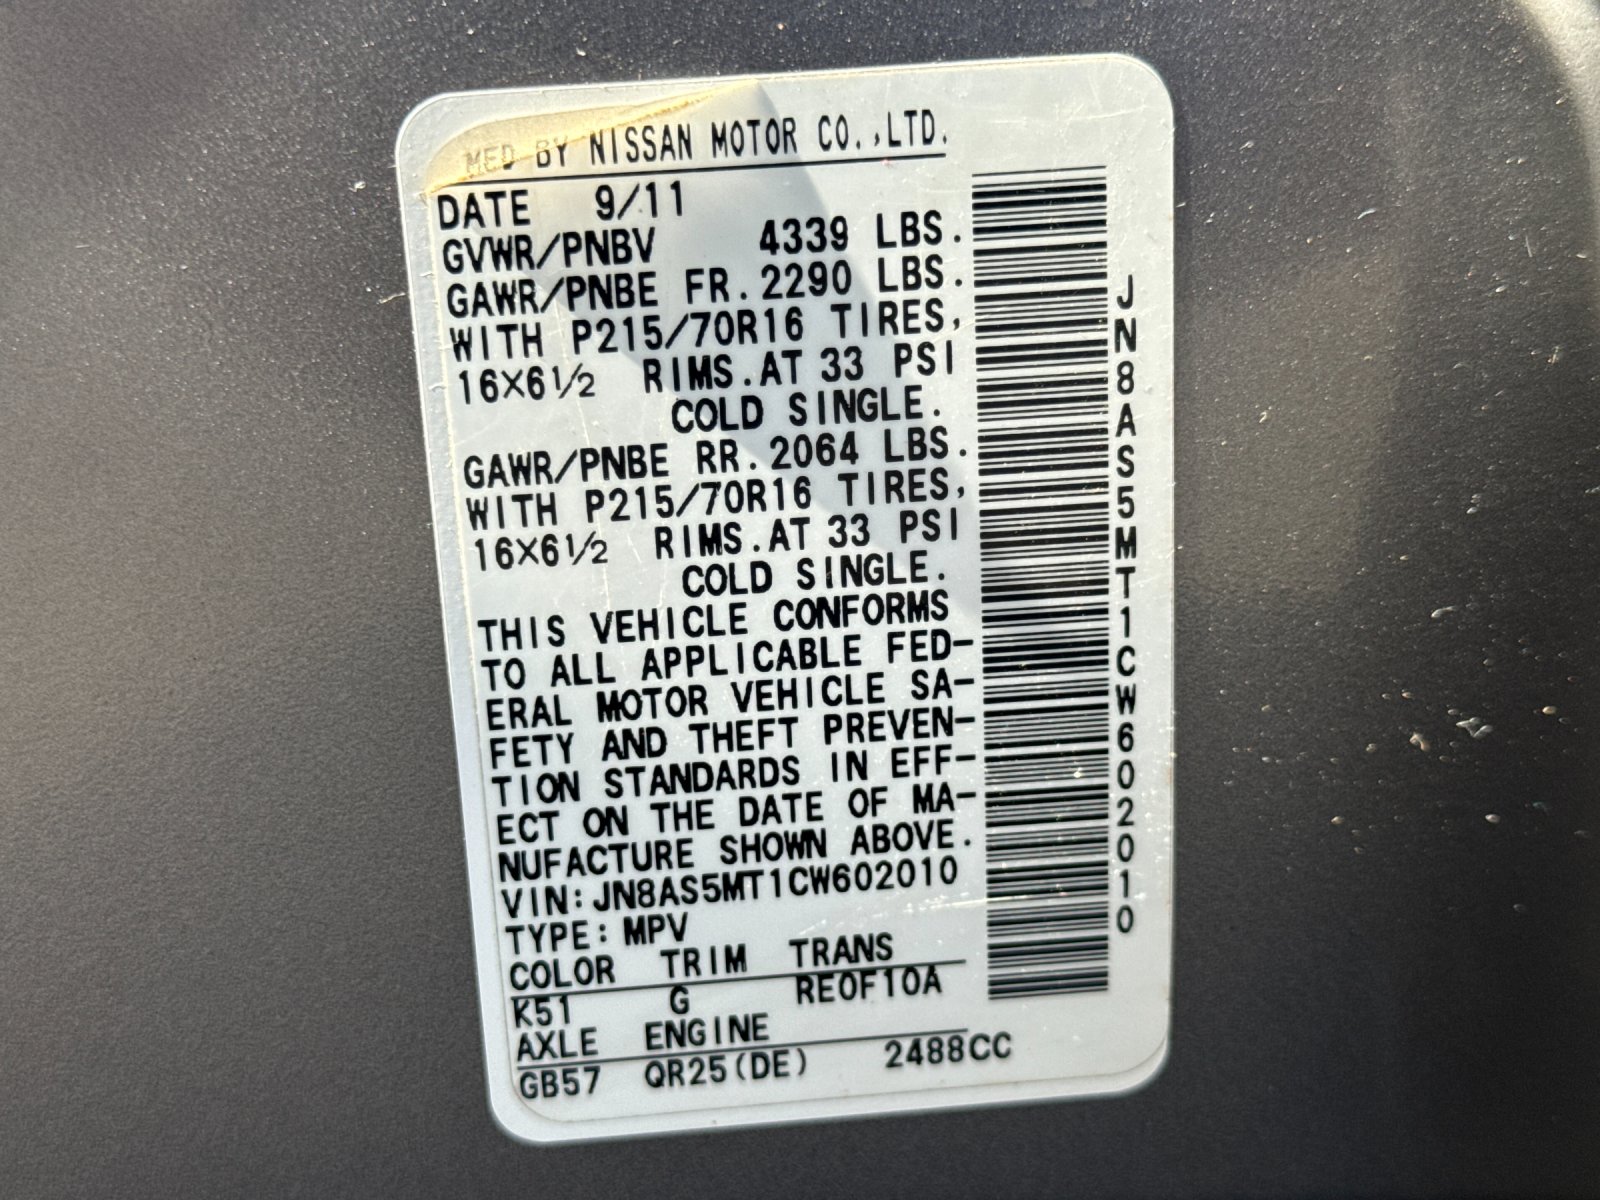 MFD BY NISSAN MOTOR CO.,LTD.
DATE 9/11
GVWR/PNBV 4339 LBS.
GAWR/PNBE FR. 2290 LBS.
WITH P215/70R16 TIRES,
16×6½ RIMS. AT 33 PSI
COLD SINGLE.
GAWR/PNBE RR. 2064 LBS.
WITH P215/70R16 TIRES,
16×6½ RIMS. AT 33 PSI
COLD SINGLE.
THIS VEHICLE CONFORMS
TO ALL APPLICABLE FED-
ERAL MOTOR VEHICLE SA-
FETY AND THEFT PREVEN-
TION STANDARDS IN EFF-
ECT ON THE DATE OF MA-
NUFACTURE SHOWN ABOVE.
VIN: JN8AS5MT1CW602010
TYPE: MPV
COLOR TRIM TRANS
K51 G RE0F10A
AXLE ENGINE
GB57 QR25(DE) 2488CC
JN8AS5MT1CW602010